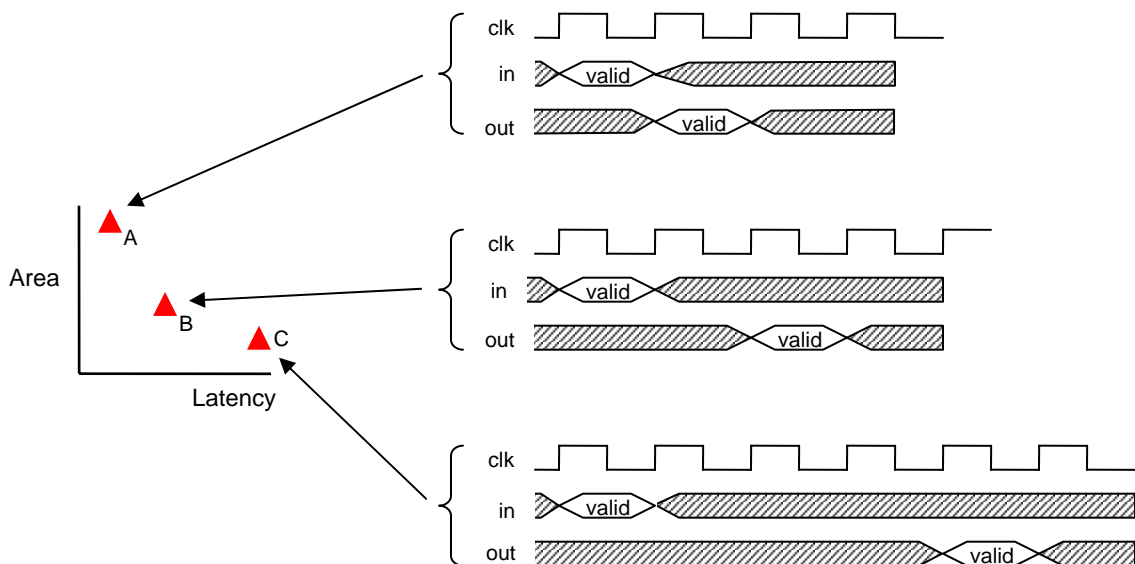 clk
in
valid
out
valid
Area
A
B
C
Latency
clk
in
valid
out
valid
clk
in
valid
out
valid